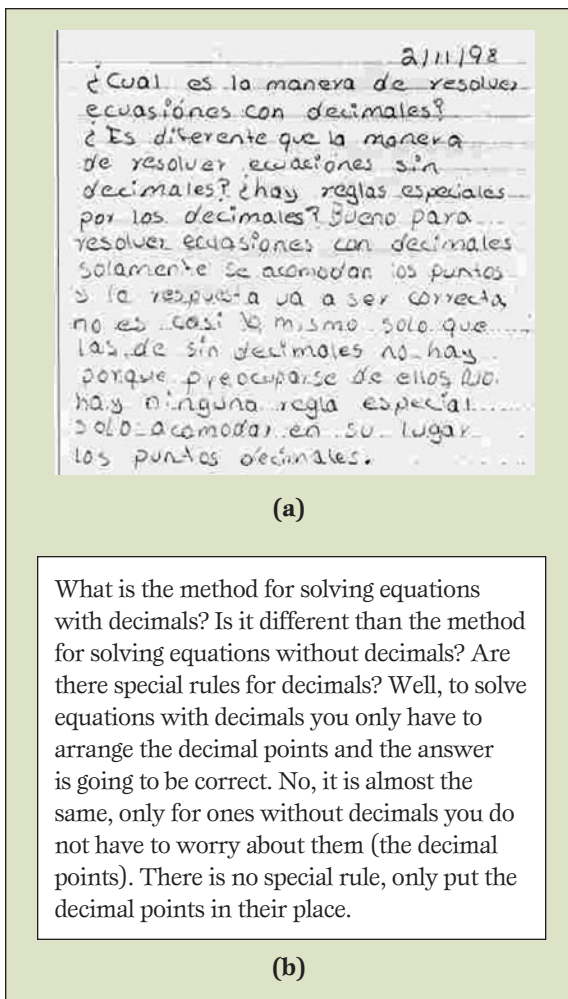 2/11/98
¿Cual es la manera de resolver
ecuasiónes con decimales?
¿Es diferente que la manera
de resolver ecuaciones sin
decimales? ¿hay reglas especiales
por los decimales? Bueno para
resolver ecuasiones con decimales
solamente se acomodan los puntos
y la respuesta va a ser correcta,
no es casi lo mismo solo que
las de sin decimales no hay
porque preocuparse de ellos No.
hay ninguna regla especial
solo acomodar en su lugar
los puntos decimales.
(a)
What is the method for solving equations
with decimals? Is it different than the method
for solving equations without decimals? Are
there special rules for decimals? Well, to solve
equations with decimals you only have to
arrange the decimal points and the answer
is going to be correct. No, it is almost the
same, only for ones without decimals you do
not have to worry about them (the decimal
points). There is no special rule, only put the
decimal points in their place.
(b)